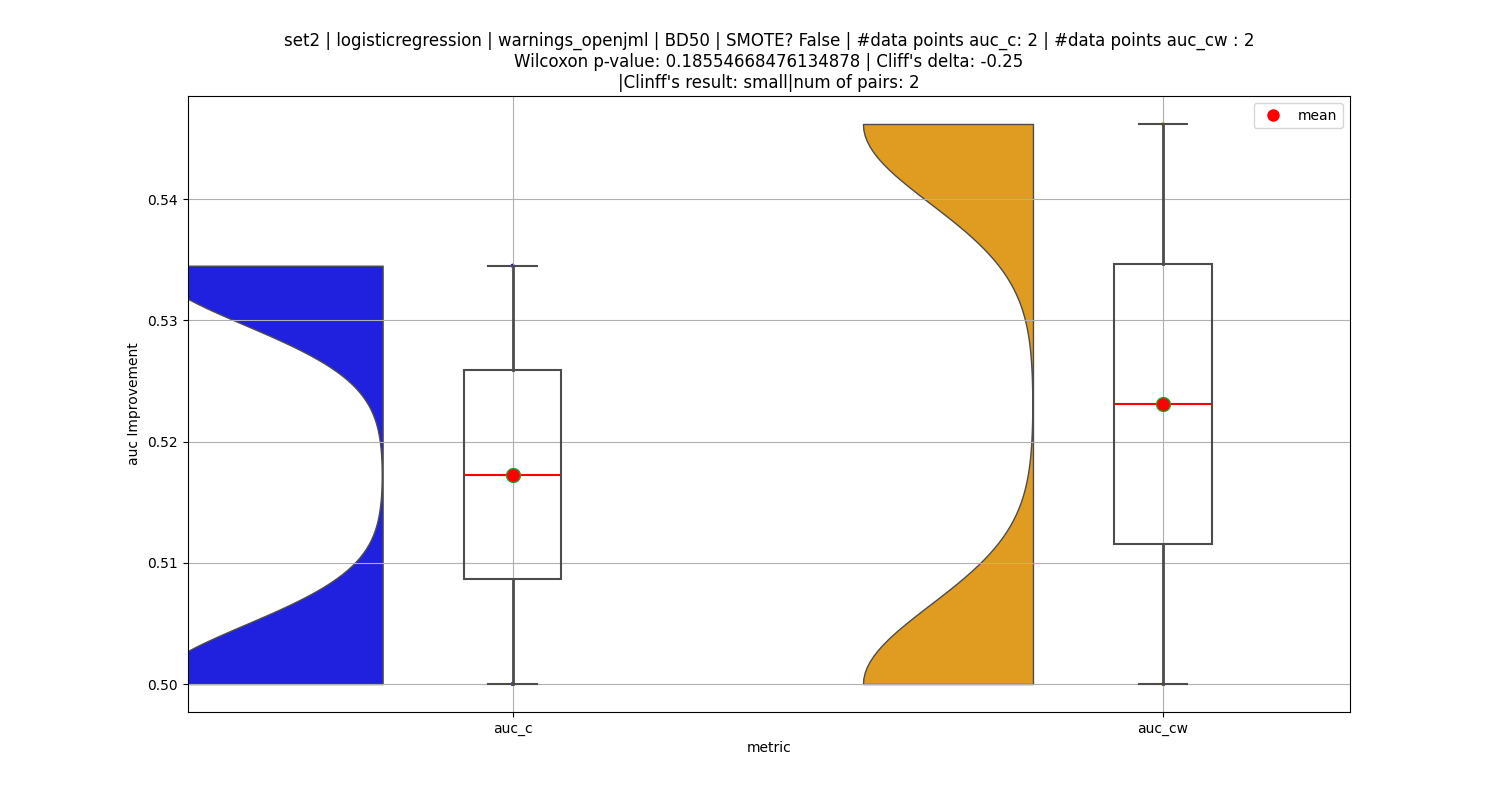 set2 | logisticregression | warnings_openjml | BD50 | SMOTE? False | #data points auc_c: 2 | #data points auc_cw : 2
Wilcoxon p-value: 0.18554668476134878 | Cliff's delta: -0.25
|Clinff's result: small|num of pairs: 2
mean
0.54
0.53
0.52
0.51
0.50
auc Improvement
auc_c
auc_cw
metric